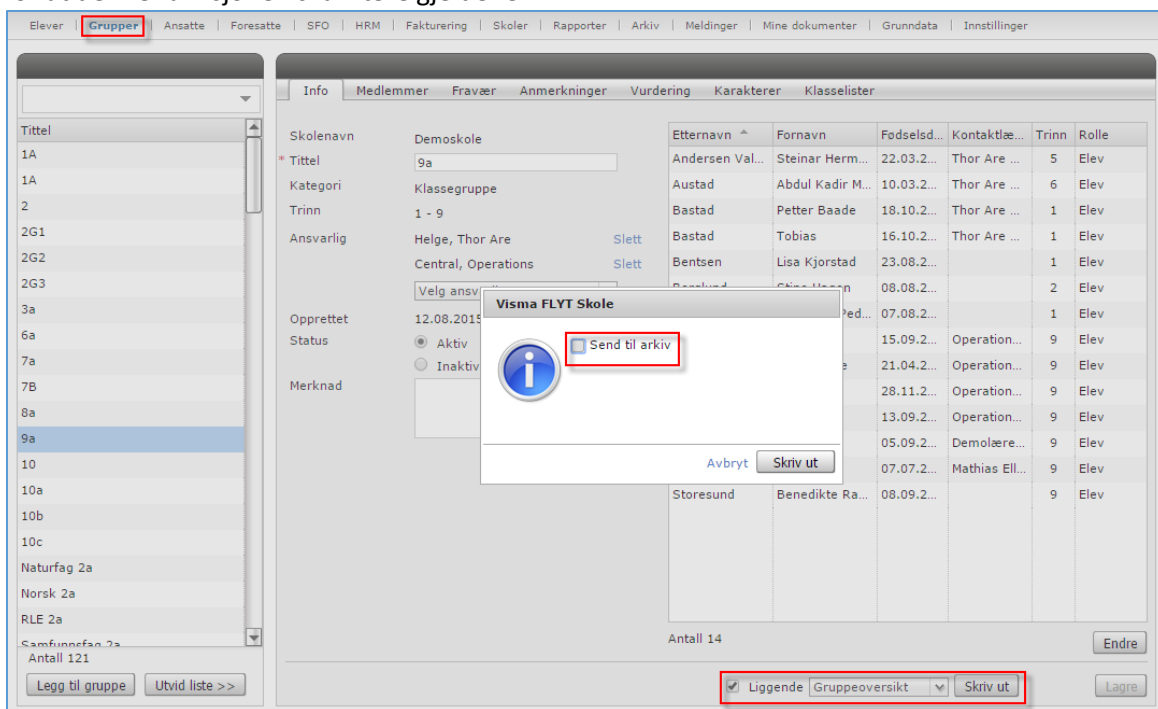 Elever | Grupper | Ansatte | Foresatte | SFO | HRM | Fakturering | Skoler | Rapporter | Arkiv | Meldinger | Mine dokumenter | Grunndata | Innstillinger
Info Medlemmer Fravær Anmerkninger Vurdering Karakterer Klasselister
Tittel
1A
1A
2
2G1
2G2
2G3
3a
6a
7a
7B
8a
9a
10
10a
10b
10c
Naturfag 2a
Norsk 2a
RLE 2a
Samfunnsfag 2a
Antall 121
Legg til gruppe Utvid liste >>
Skolenavn Demoskole
* Tittel 9a
Kategori Klassegruppe
Trinn 1 - 9
Ansvarlig Helge, Thor Are Slett
Central, Operations Slett
Velg ansv
Opprettet 12.08.2015
Status Aktiv
Inaktiv
Merknad
Visma FLYT Skole
Send til arkiv
Avbryt Skriv ut
Etternavn Fornavn Fødselsd... Kontaktlæ... Trinn Rolle
Andersen Val... Steinar Herm... 22.03.2... Thor Are ... 5 Elev
Austad Abdul Kadir M... 10.03.2... Thor Are ... 6 Elev
Bastad Petter Baade 18.10.2... Thor Are ... 1 Elev
Bastad Tobias 16.10.2... Thor Are ... 1 Elev
Bentsen Lisa Kjorstad 23.08.2... 1 Elev
08.08.2... 2 Elev
Ped... 07.08.2... 1 Elev
15.09.2... Operation... 9 Elev
21.04.2... Operation... 9 Elev
28.11.2... Operation... 9 Elev
13.09.2... Operation... 9 Elev
05.09.2... Demolære... 9 Elev
07.07.2... Mathias Ell... 9 Elev
Storesund Benedikte Ra... 08.09.2... 9 Elev
Antall 14
Endre
Liggende Gruppeoversikt Skriv ut Lagre